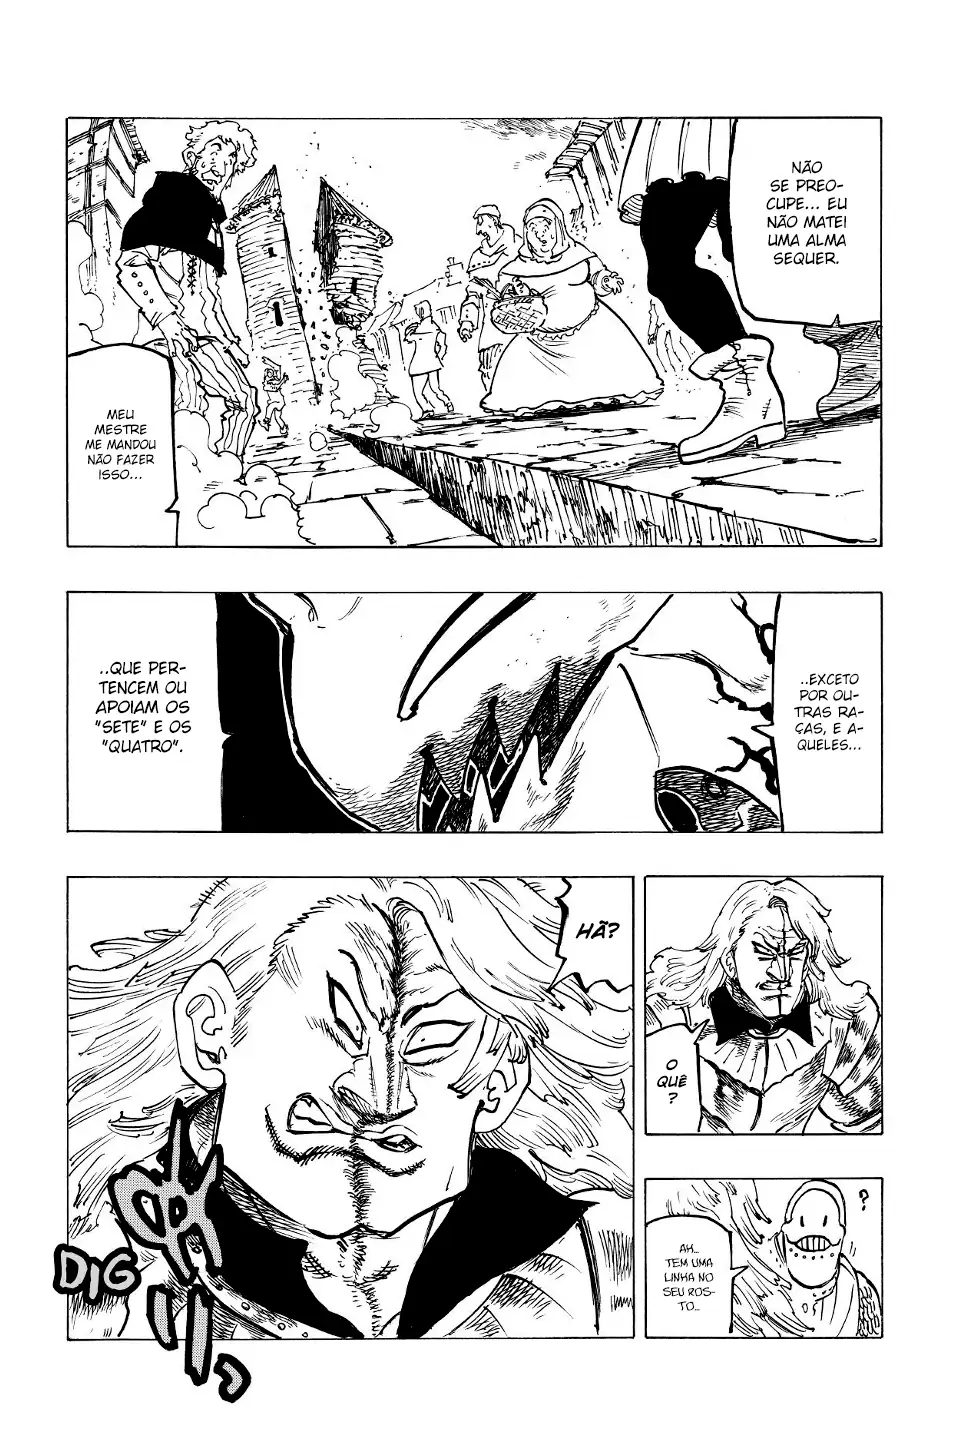 NÃO
SE PREO-
CUPE... EU
NÃO MATEI
UMA ALMA
SEQUER.
MEU
MESTRE
ME MANDOU
NÃO FAZER
ISSO...
..EXCETO
POR OU-
TRAS RA-
ÇAS, E A-
QUELES...
..QUE PER-
TENCEM OU
APOIAM OS
"SETE" E OS
"QUATRO".
O
QUÊ
?
HÃ?
DIG
?
AH..
TEM UMA
LINHA NO
SEU ROS-
TO..